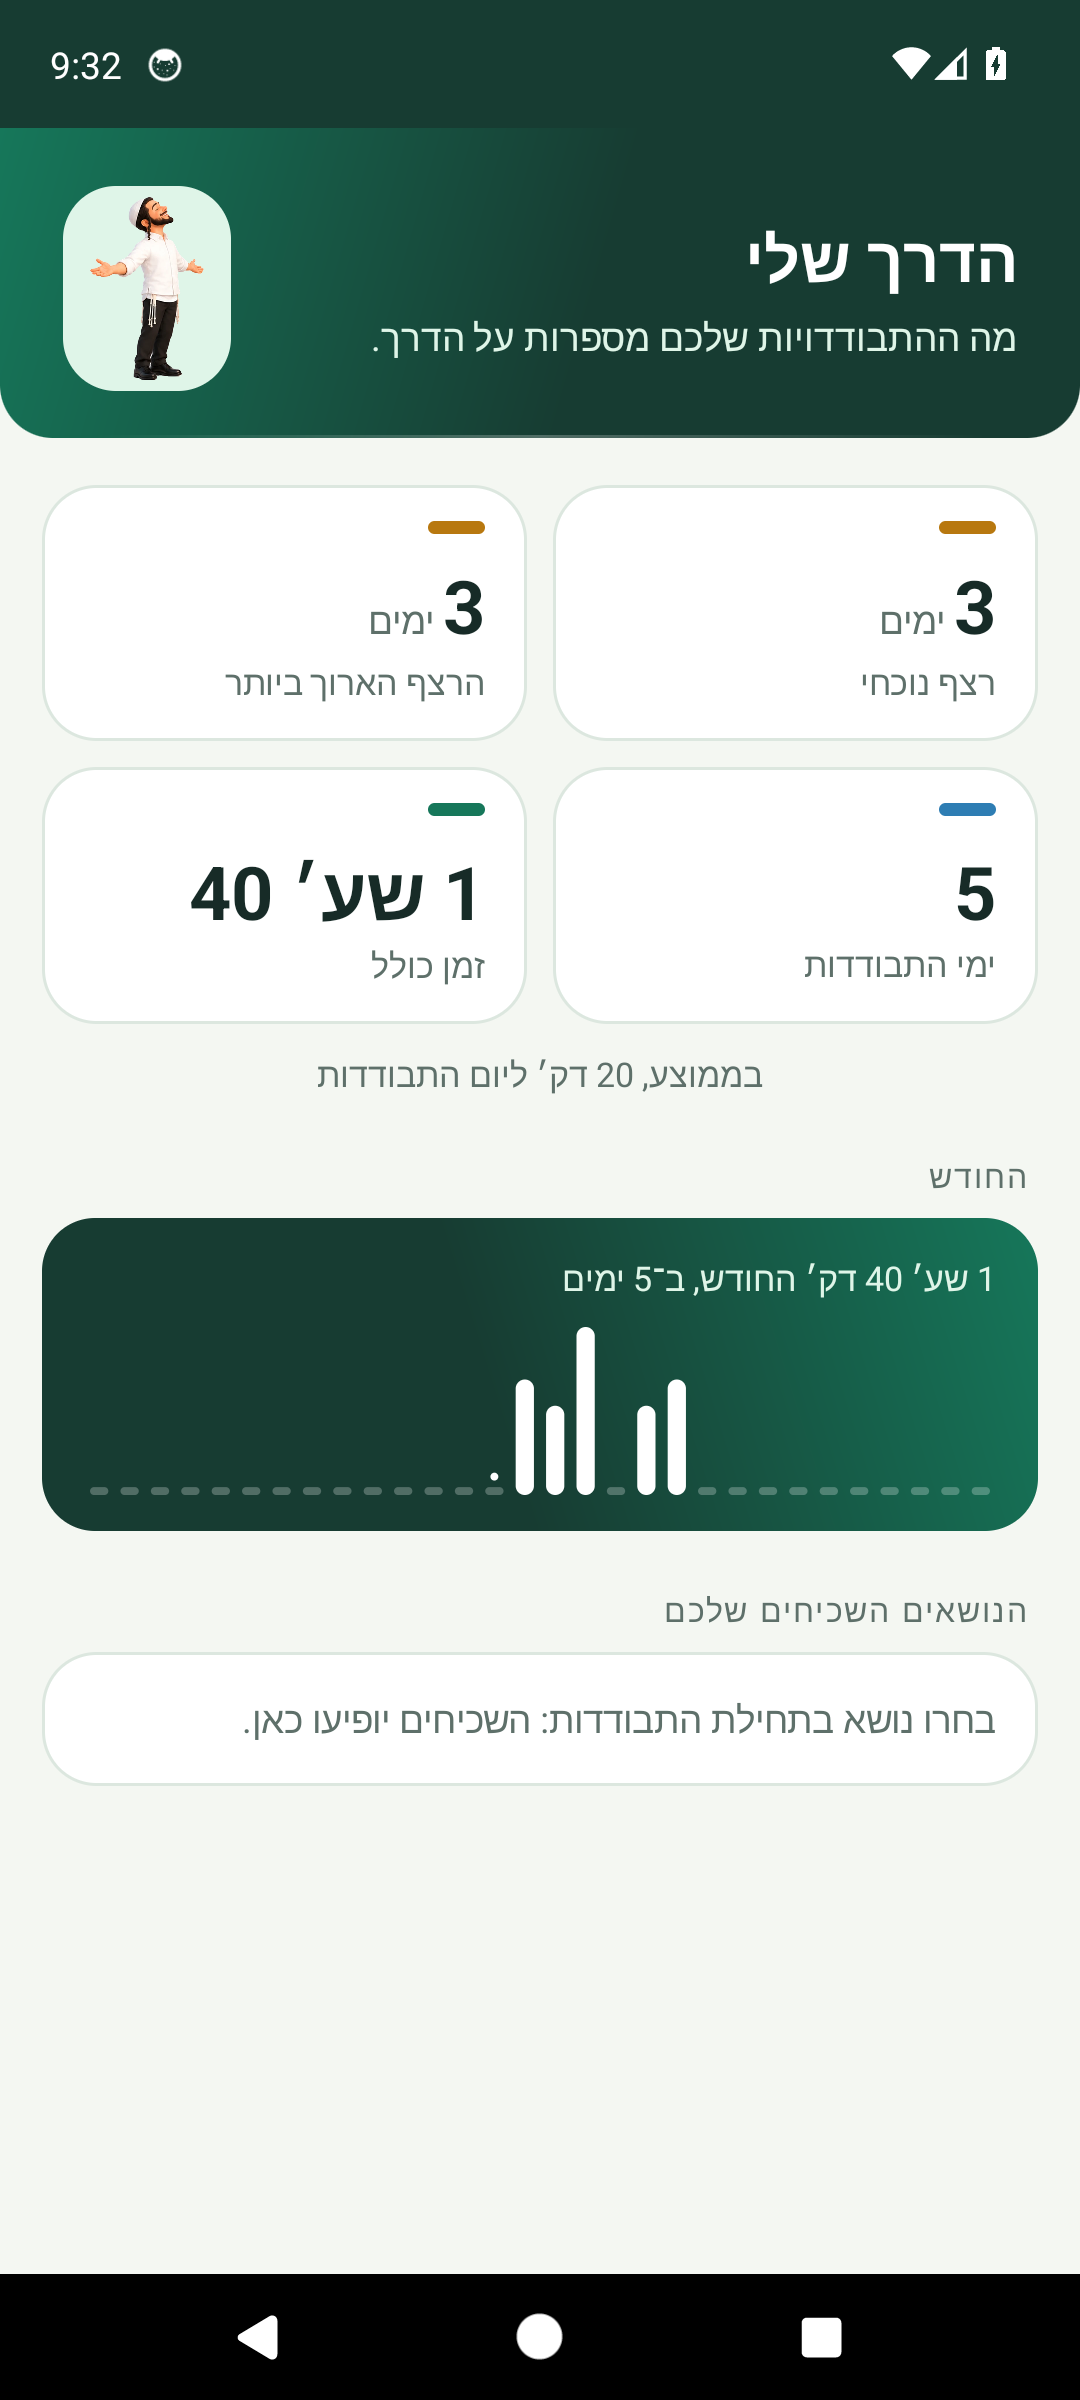 9:32
הדרך שלי
מה ההתבודדויות שלכם מספרות על הדרך.
3 ימים
רצף נוכחי
3 ימים
הרצף הארוך ביותר
5
ימי התבודדות
1 שע׳ 40
זמן כולל
בממוצע, 20 דק׳ ליום התבודדות
החודש
1 שע׳ 40 דק׳ החודש, ב־5 ימים
הנושאים השכיחים שלכם
בחרו נושא בתחילת התבודדות: השכיחים יופיעו כאן.